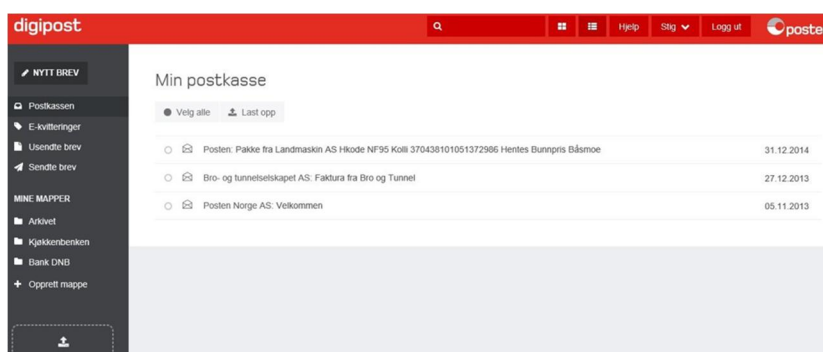 digipost
Hjelp
Stig
Logg ut
poste
NYTT BREV
Postkassen
E-kvitteringer
Usendte brev
Sendte brev
MINE MAPPER
Arkivet
Kjøkkenbenken
Bank DNB
Opprett mappe
Min postkasse
Velg alle
Last opp
Posten: Pakke fra Landmaskin AS Hkode NF95 Kolli 370438101051372986 Hentes Bunnpris Båsmoe 31.12.2014
Bro- og tunnelselskapet AS: Faktura fra Bro og Tunnel 27.12.2013
Posten Norge AS: Velkommen 05.11.2013